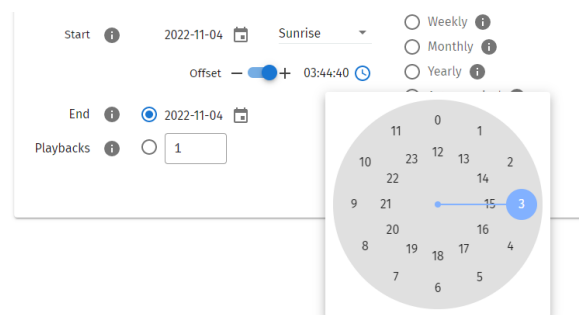 Start 2022-11-04 Sunrise
Weekly
Monthly
Offset − + 03:44:40
Yearly
End 2022-11-04
Playbacks 1
0
11 1
12
23 13
10 2
22 14
9 21 15 3
20 16
8 19 17 4
18
7 5
6